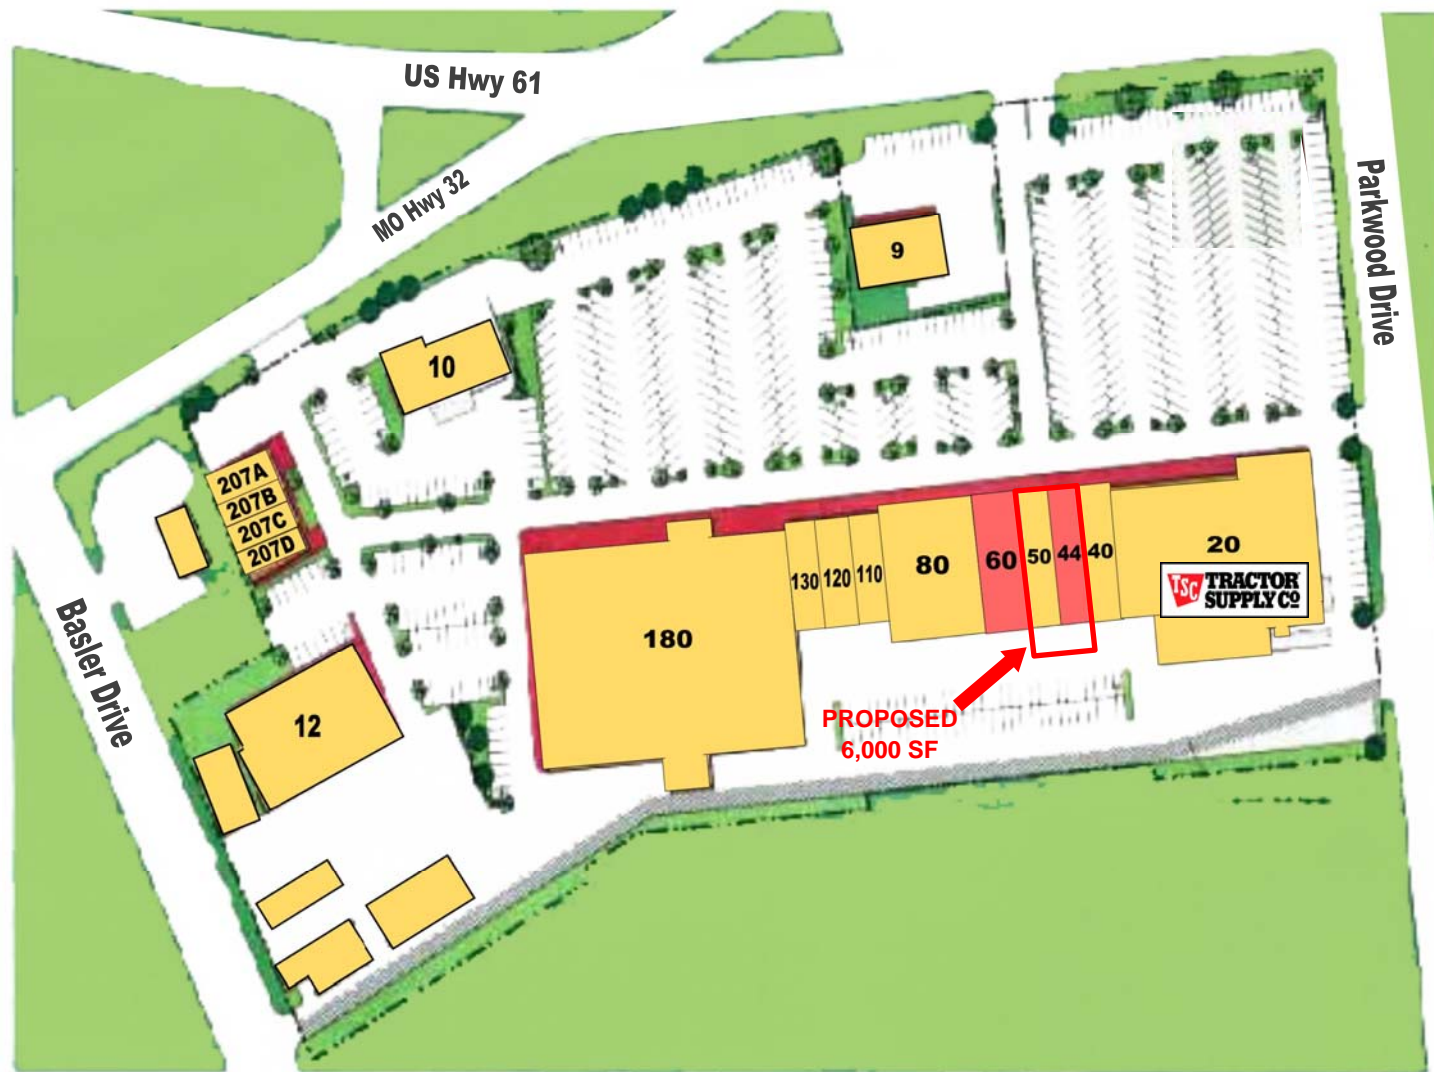 US Hwy 61
MO Hwy 32
Parkwood Drive
9
10
207A
207B
207C
207D
130
120
110
80
60
50
44
40
20
TSC TRACTOR
SUPPLY CO
180
12
Basler Drive
PROPOSED
6,000 SF